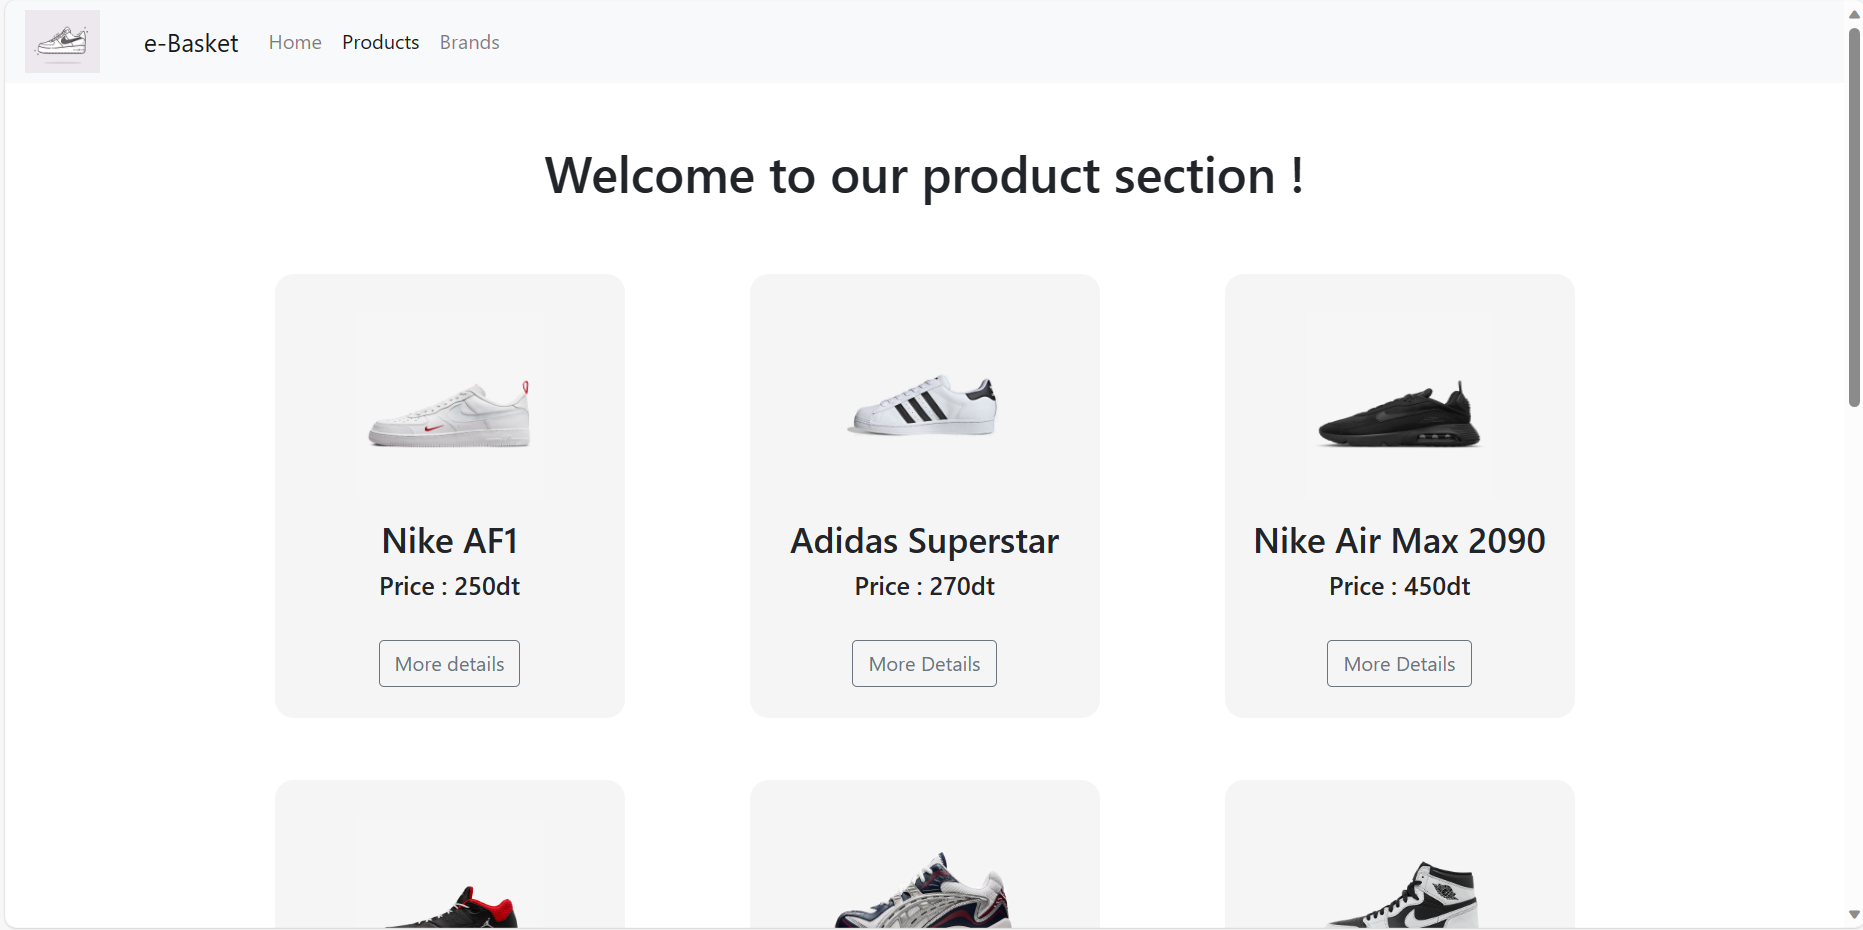 e-Basket Home Products Brands
Welcome to our product section !
Nike AF1
Price : 250dt
More details
Adidas Superstar
Price : 270dt
More Details
Nike Air Max 2090
Price : 450dt
More Details